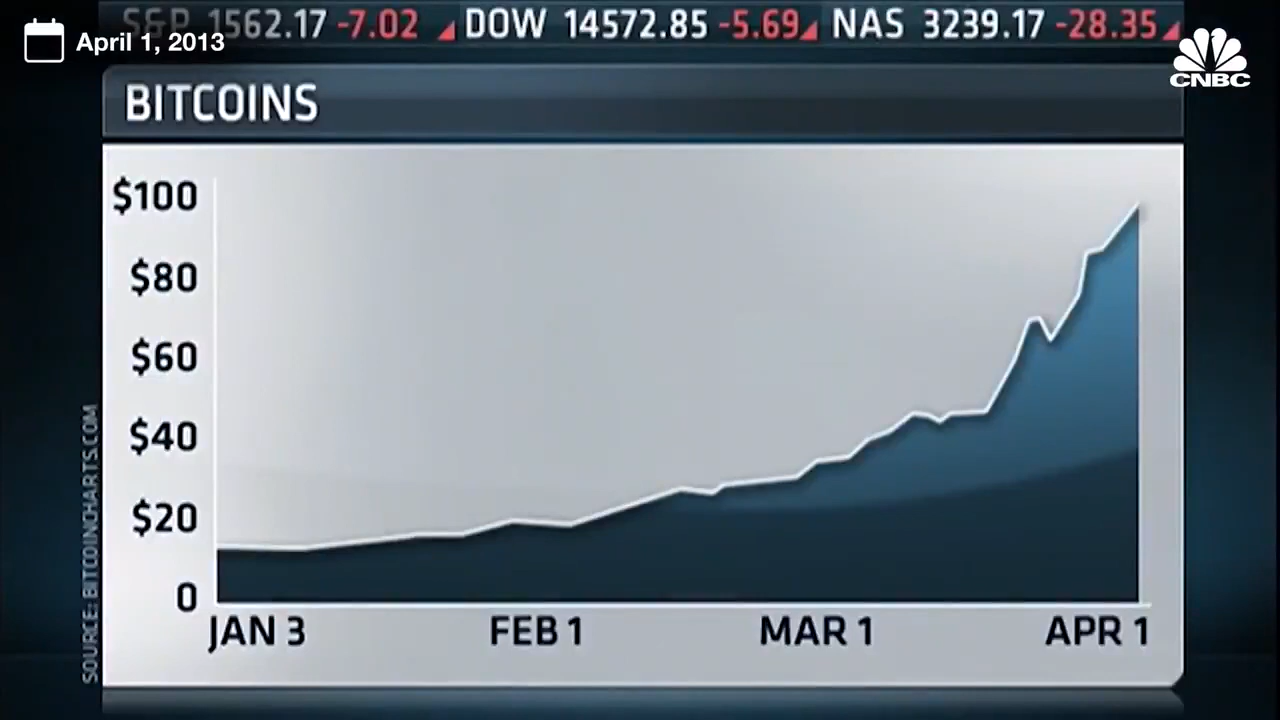 S&P 1562.17 -7.02 DOW 14572.85 -5.69 NAS 3239.17 -28.35
April 1, 2013
CNBC
BITCOINS
$100
$80
$60
$40
$20
0
JAN 3 FEB 1 MAR 1 APR 1
SOURCE: BITCOINCHARTS.COM